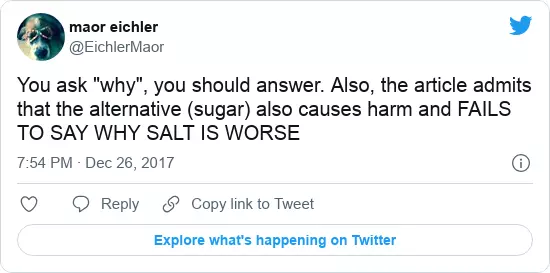 maor eichler
@EichlerMaor
You ask "why", you should answer. Also, the article admits
that the alternative (sugar) also causes harm and FAILS
TO SAY WHY SALT IS WORSE
7:54 PM · Dec 26, 2017
Reply
Copy link to Tweet
Explore what's happening on Twitter